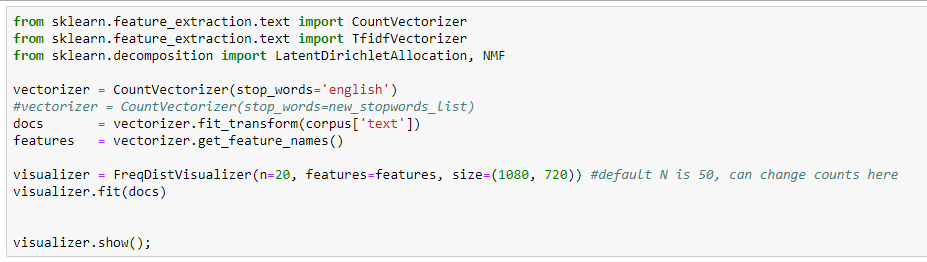 from sklearn.feature_extraction.text import CountVectorizer
from sklearn.feature_extraction.text import TfidfVectorizer
from sklearn.decomposition import LatentDirichletAllocation, NMF
vectorizer = CountVectorizer(stop_words='english')
#vectorizer = CountVectorizer(stop_words=new_stopwords_list)
docs       = vectorizer.fit_transform(corpus['text'])
features   = vectorizer.get_feature_names()
visualizer = FreqDistVisualizer(n=20, features=features, size=(1080, 720)) #default N is 50, can change counts here
visualizer.fit(docs)
visualizer.show();